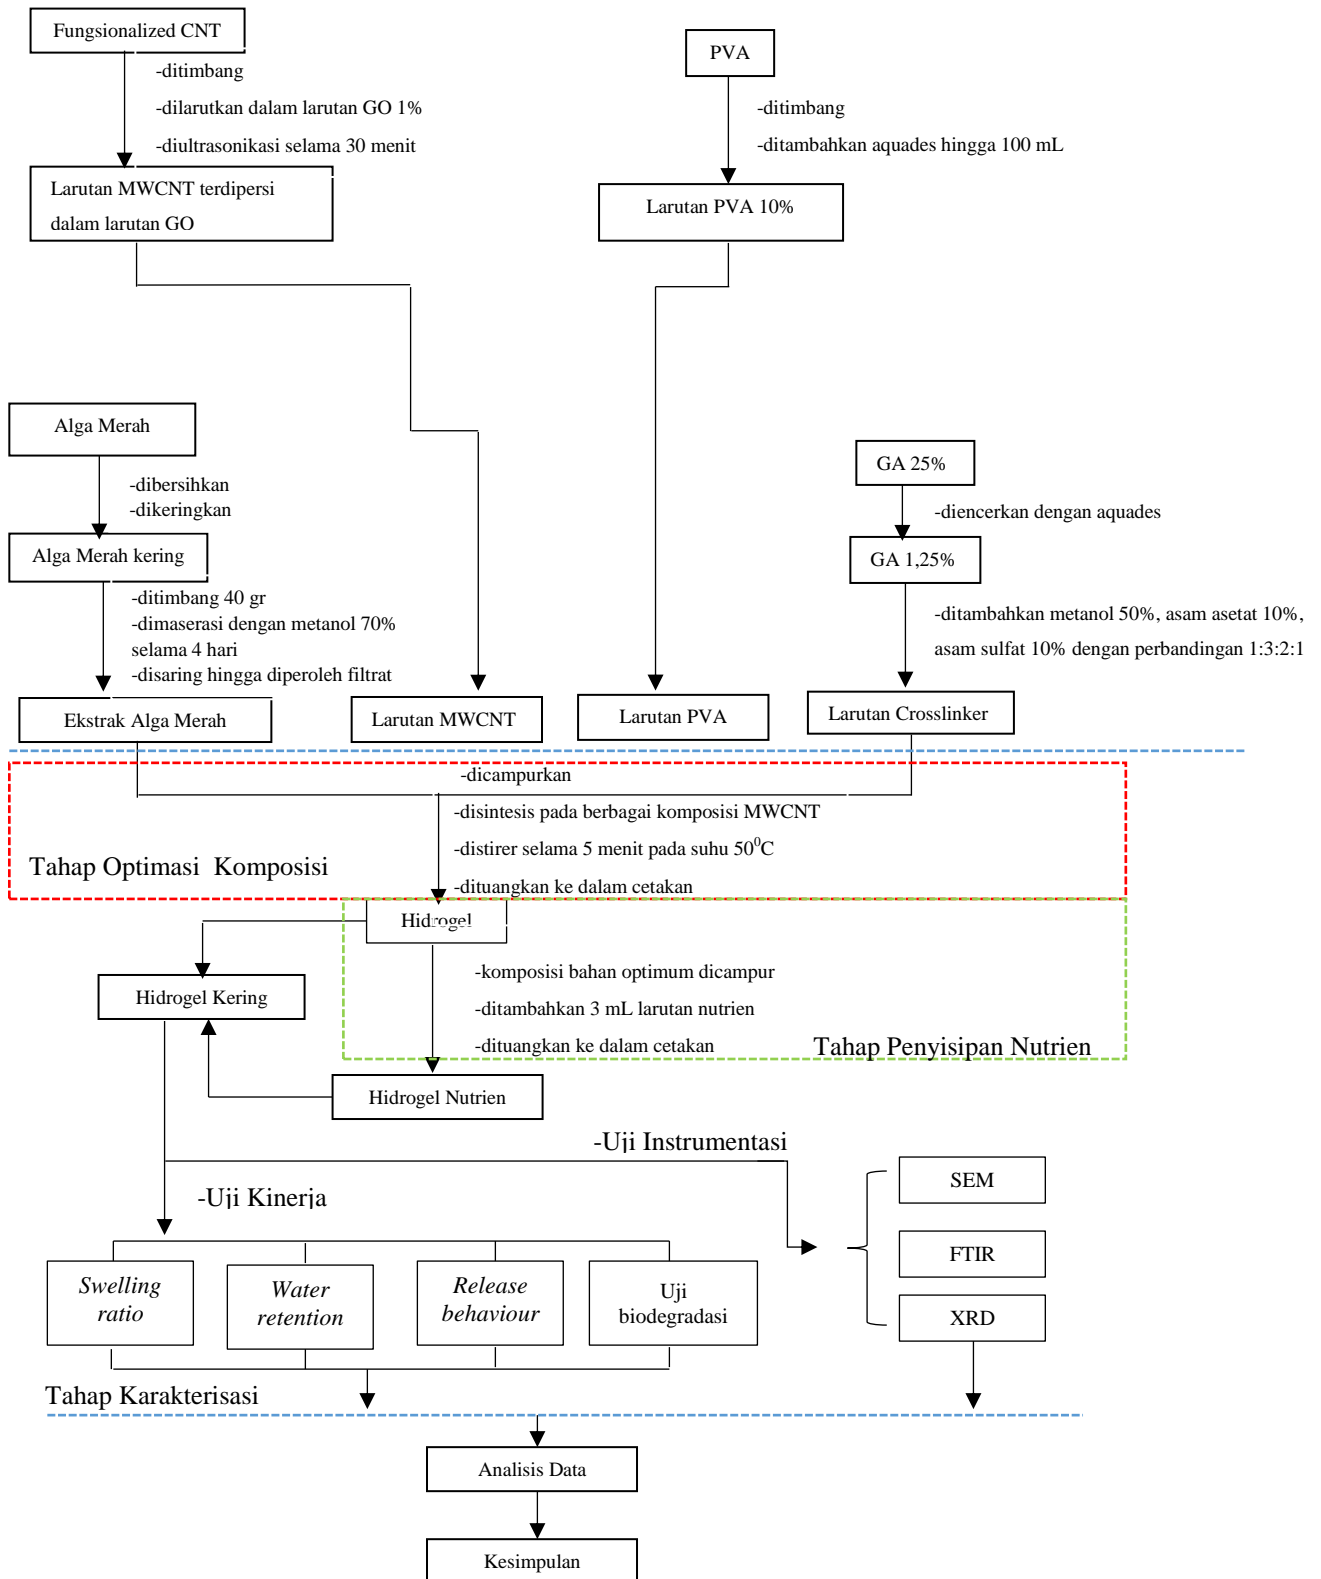 Fungsionalized CNT
-ditimbang
-dilarutkan dalam larutan GO 1%
-diultrasonikasi selama 30 menit
Larutan MWCNT terdipersi
dalam larutan GO
PVA
-ditimbang
-ditambahkan aquades hingga 100 mL
Larutan PVA 10%
Alga Merah
-dibersihkan
-dikeringkan
Alga Merah kering
-ditimbang 40 gr
-dimaserasi dengan metanol 70%
selama 4 hari
-disaring hingga diperoleh filtrat
Ekstrak Alga Merah
Larutan MWCNT
Larutan PVA
GA 25%
-diencerkan dengan aquades
GA 1,25%
-ditambahkan metanol 50%, asam asetat 10%,
asam sulfat 10% dengan perbandingan 1:3:2:1
Larutan Crosslinker
-dicampurkan
-disintesis pada berbagai komposisi MWCNT
-distirer selama 5 menit pada suhu 50⁰C
-dituangkan ke dalam cetakan
Tahap Optimasi Komposisi
Hidrogel
-komposisi bahan optimum dicampur
-ditambahkan 3 mL larutan nutrien
-dituangkan ke dalam cetakan
Tahap Penyisipan Nutrien
Hidrogel Kering
Hidrogel Nutrien
-Uji Instrumentasi
-Uji Kinerja
SEM
FTIR
XRD
Swelling
ratio
Water
retention
Release
behaviour
Uji
biodegradasi
Tahap Karakterisasi
Analisis Data
Kesimpulan